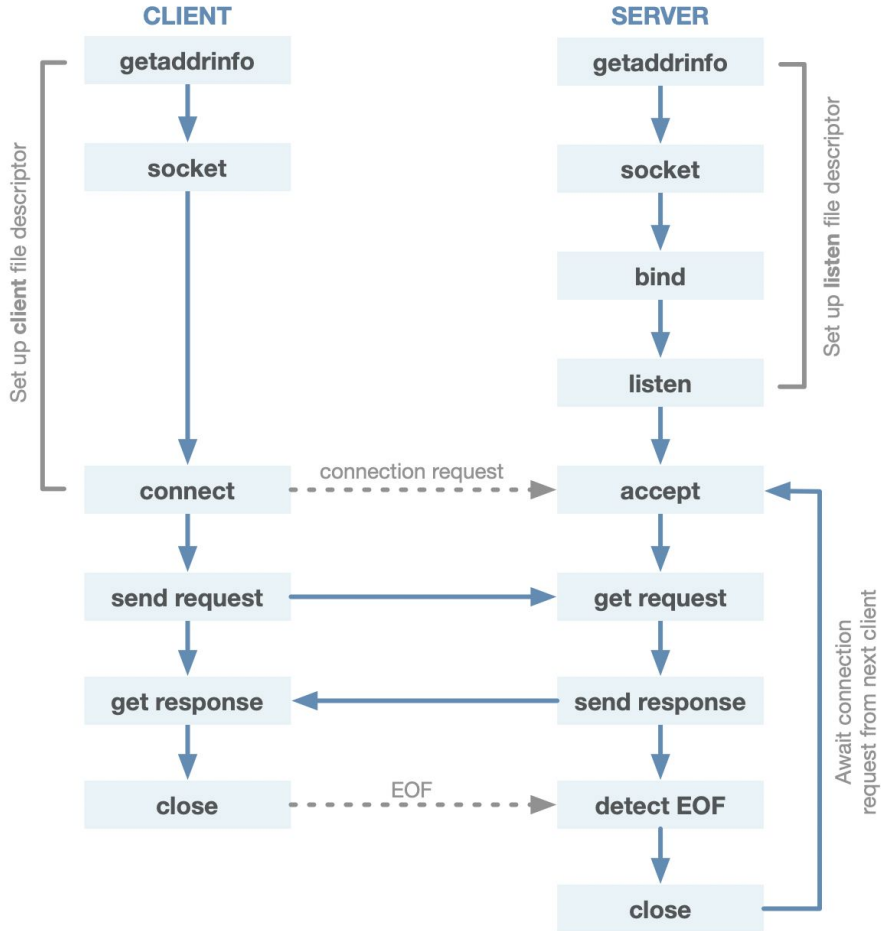 CLIENT
SERVER
getaddrinfo
getaddrinfo
socket
socket
bind
listen
Set up client file descriptor
Set up listen file descriptor
connection request
connect
accept
send request
get request
get response
send response
EOF
close
detect EOF
close
Await connection
request from next client